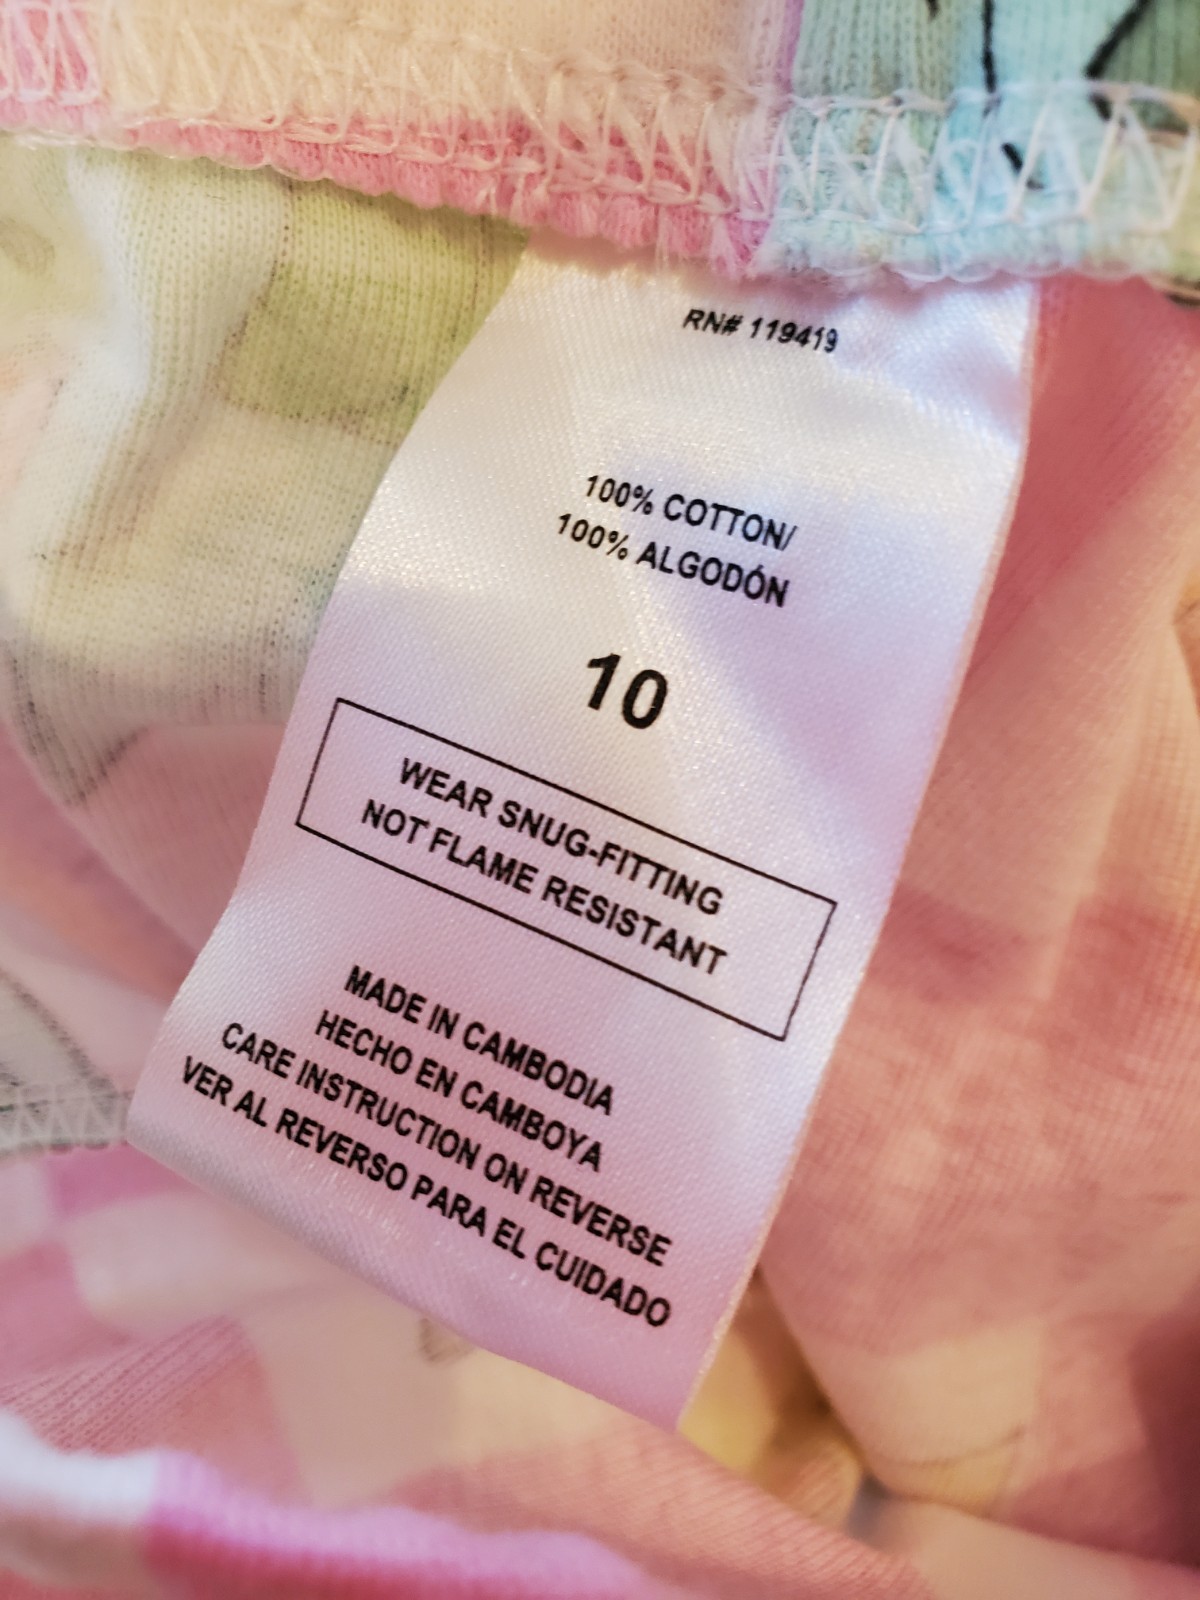 RN# 119419
100% COTTON/
100% ALGODÓN
10
WEAR SNUG-FITTING
NOT FLAME RESISTANT
MADE IN CAMBODIA
HECHO EN CAMBOYA
CARE INSTRUCTION ON REVERSE
VER AL REVERSO PARA EL CUIDADO